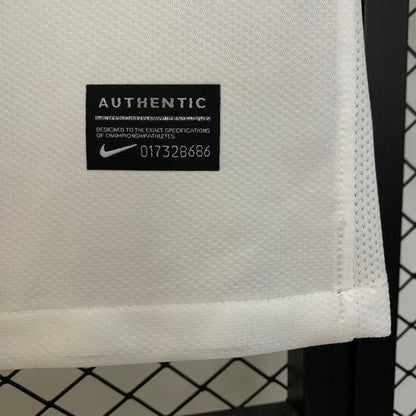 AUTHENTIC
DESIGNED TO THE EXACT SPECIFICATIONS
OF CHAMPIONSHIP ATHLETES
017328686